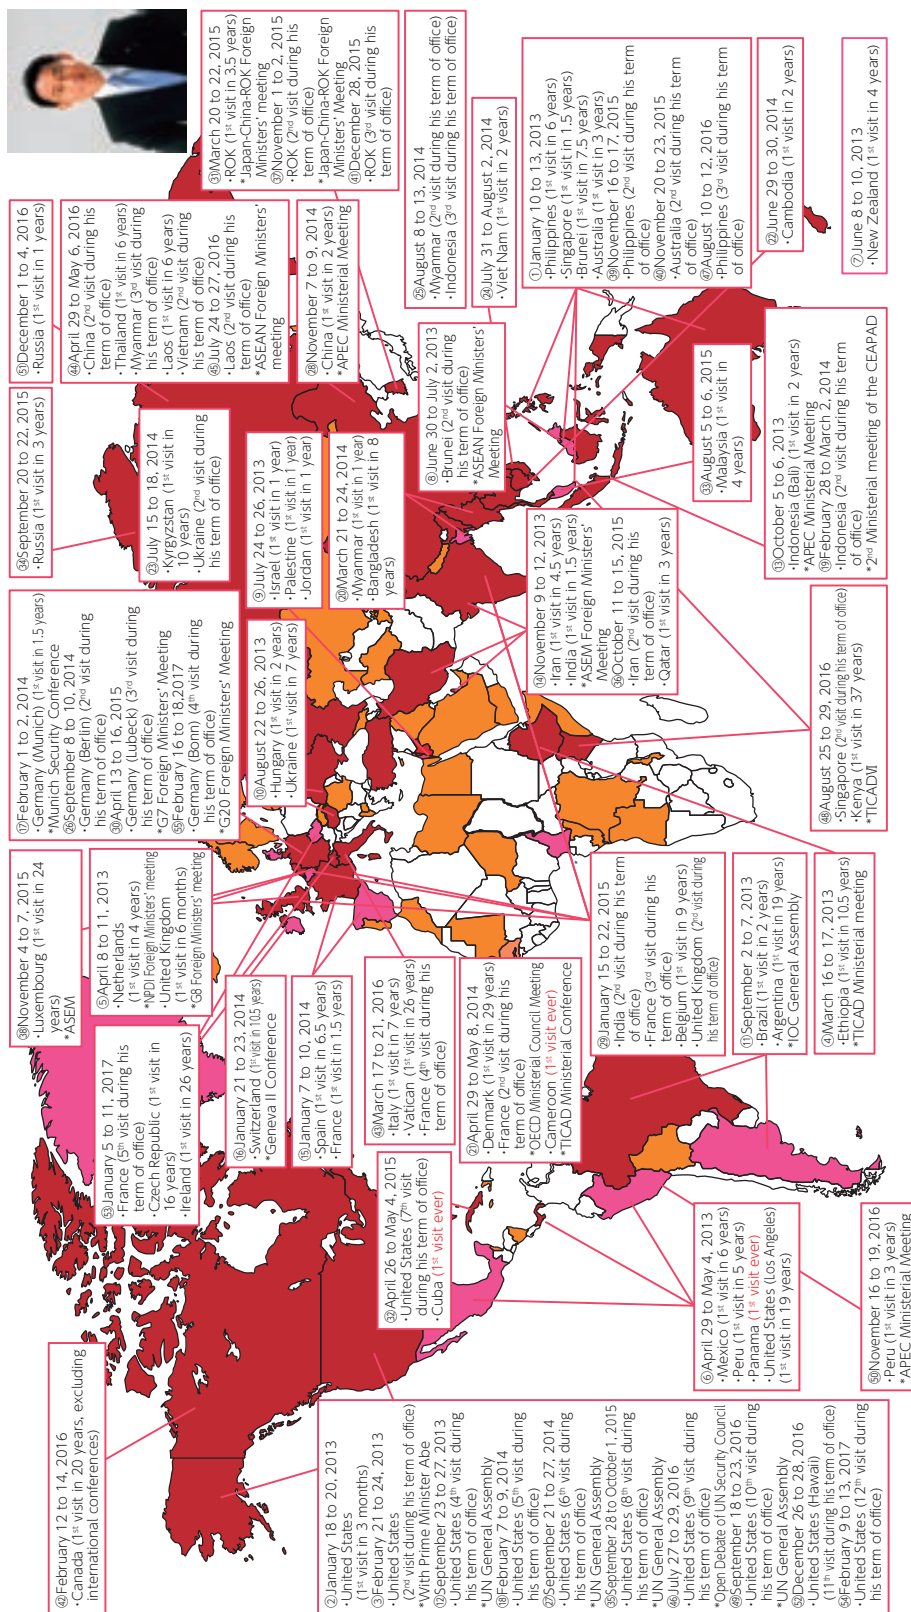 ㊷February 12 to 14, 2016
・Canada (1st visit in 20 years, excluding
international conferences)
②January 18 to 20, 2013
・United States
(1st visit in 3 months)
③February 21 to 24, 2013
・United States
(2nd visit during his term of office)
*With Prime Minister Abe
⑫September 23 to 27, 2013
・United States (4th visit during
his term of office)
*UN General Assembly
⑱February 7 to 9, 2014
・United States (5th visit during
his term of office)
㉗September 21 to 27, 2014
・United States (6th visit during
his term of office)
*UN General Assembly
㉟September 28 to October 1, 2015
・United States (8th visit during
his term of office)
*UN General Assembly
㊻July 27 to 29, 2016
・United States (9th visit during
his term of office)
*Open Debate of UN Security Council
㊾September 18 to 23, 2016
・United States (10th visit during
his term of office)
*UN General Assembly
㊼December 26 to 28, 2016
・United States (Hawaii)
(11th visit during his term of office)
54February 9 to 13, 2017
・United States (12th visit during
his term of office)
53January 5 to 11, 2017
・France (5th visit during his
term of office)
・Czech Republic (1st visit in
16 years)
・Ireland (1st visit in 26 years)
㉜April 26 to May 4, 2015
・United States (7th visit
during his term of office)
・Cuba (1st visit ever)
⑥April 29 to May 4, 2013
・Mexico (1st visit in 6 years)
・Peru (1st visit in 5 years)
・Panama (1st visit ever)
・United States (Los Angeles)
(1st visit in 19 years)
㊿November 16 to 19, 2016
・Peru (1st visit in 3 years)
*APEC Ministerial Meeting
㊳November 4 to 7, 2015
・Luxembourg (1st visit in 24
years)
*ASEM
⑤April 8 to 11, 2013
・Netherlands
(1st visit in 4 years)
*NPDI Foreign Ministers' meeting
・United Kingdom
(1st visit in 6 months)
*G8 Foreign Ministers' meeting
⑯January 21 to 23, 2014
・Switzerland (1st visit in 10.5 years)
*Geneva II Conference
⑮January 7 to 10, 2014
・Spain (1st visit in 6.5 years)
・France (1st visit in 1.5 years)
㊸March 17 to 21, 2016
・Italy (1st visit in 7 years)
・Vatican (1st visit in 26 years)
・France (4th visit during his
term of office)
㉑April 29 to May 8, 2014
・Denmark (1st visit in 29 years)
・France (2nd visit during his
term of office)
*OECD Ministerial Council Meeting
・Cameroon (1st visit ever)
*TICAD Ministerial Conference
㉙January 15 to 22, 2015
・India (2nd visit during his term
of office)
・France (3rd visit during his
term of office)
・Belgium (1st visit in 9 years)
・United Kingdom (2nd visit during
his term of office)
⑪September 2 to 7, 2013
・Brazil (1st visit in 2 years)
・Argentina (1st visit in 19 years)
*IOC General Assembly
④March 16 to 17, 2013
・Ethiopia (1st visit in 10.5 years)
*TICAD Ministerial meeting
⑰February 1 to 2, 2014
・Germany (Munich) (1st visit in 1.5 years)
*Munich Security Conference
㉖September 8 to 10, 2014
・Germany (Berlin) (2nd visit during
his term of office)
㉚April 13 to 16, 2015
・Germany (Lubeck) (3rd visit during
his term of office)
*G7 Foreign Ministers' Meeting
55February 16 to 18,2017
・Germany (Bonn) (4th visit during
his term of office)
*G20 Foreign Ministers' Meeting
⑩August 22 to 26, 2013
・Hungary (1st visit in 2 years)
・Ukraine (1st visit in 7 years)
⑭November 9 to 12, 2013
・Iran (1st visit in 4.5 years)
・India (1st visit in 1.5 years)
*ASEM Foreign Ministers'
Meeting
㊱October 11 to 15, 2015
・Iran (2nd visit during his
term of office)
・Qatar (1st visit in 3 years)
㊽August 25 to 29, 2016
・Singapore (2nd visit during his term of office)
・Kenya (1st visit in 37 years)
*TICADVI
㉞September 20 to 22, 2015
・Russia (1st visit in 3 years)
㉓July 15 to 18, 2014
・Kyrgyzstan (1st visit in
10 years)
・Ukraine (2nd visit during
his term of office)
⑨July 24 to 26, 2013
・Israel (1st visit in 1 year)
・Palestine (1st visit in 1 year)
・Jordan (1st visit in 1 year)
⑳March 21 to 24, 2014
・Myanmar (1st visit in 1 year)
・Bangladesh (1st visit in 8
years)
⑧June 30 to July 2, 2013
・Brunei (2nd visit during
his term of office)
*ASEAN Foreign Ministers'
Meeting
㉝August 5 to 6, 2015
・Malaysia (1st visit in
4 years)
⑬October 5 to 6, 2013
・Indonesia (Bali) (1st visit in 2 years)
*APEC Ministerial Meeting
⑲February 28 to March 2, 2014
・Indonesia (2nd visit during his term
of office)
*2nd Ministerial meeting of the CEAPAD
51December 1 to 4, 2016
・Russia (1st visit in 1 years)
㊹April 29 to May 6, 2016
・China (2nd visit during his
term of office)
・Thailand (1st visit in 6 years)
・Myanmar (3rd visit during
his term of office)
・Laos (1st visit in 6 years)
・Vietnam (2nd visit during
his term of office)
㊺July 24 to 27, 2016
・Laos (2nd visit during his
term of office)
*ASEAN Foreign Ministers'
meeting
㉘November 7 to 9, 2014
・China (1st visit in 2 years)
*APEC Ministerial Meeting
㉛March 20 to 22, 2015
・ROK (1st visit in 3.5 years)
*Japan-China-ROK Foreign
Ministers' meeting
㊲November 1 to 2, 2015
・ROK (2nd visit during his
term of office)
*Japan-China-ROK Foreign
Ministers' Meeting
㊶December 28, 2015
・ROK (3rd visit during his
term of office)
㉕August 8 to 13, 2014
・Myanmar (2nd visit during his term of office)
・Indonesia (3rd visit during his term of office)
㉔July 31 to August 2, 2014
・Viet Nam (1st visit in 2 years)
①January 10 to 13, 2013
・Philippines (1st visit in 6 years)
・Singapore (1st visit in 1.5 years)
・Brunei (1st visit in 7.5 years)
・Australia (1st visit in 3 years)
㊴November 16 to 17, 2015
・Philippines (2nd visit during his term
of office)
㊵November 20 to 23, 2015
・Australia (2nd visit during his term
of office)
㊼August 10 to 12, 2016
・Philippines (3rd visit during his term
of office)
㉒June 29 to 30, 2014
・Cambodia (1st visit in 2 years)
⑦June 8 to 10, 2013
・New Zealand (1st visit in 4 years)